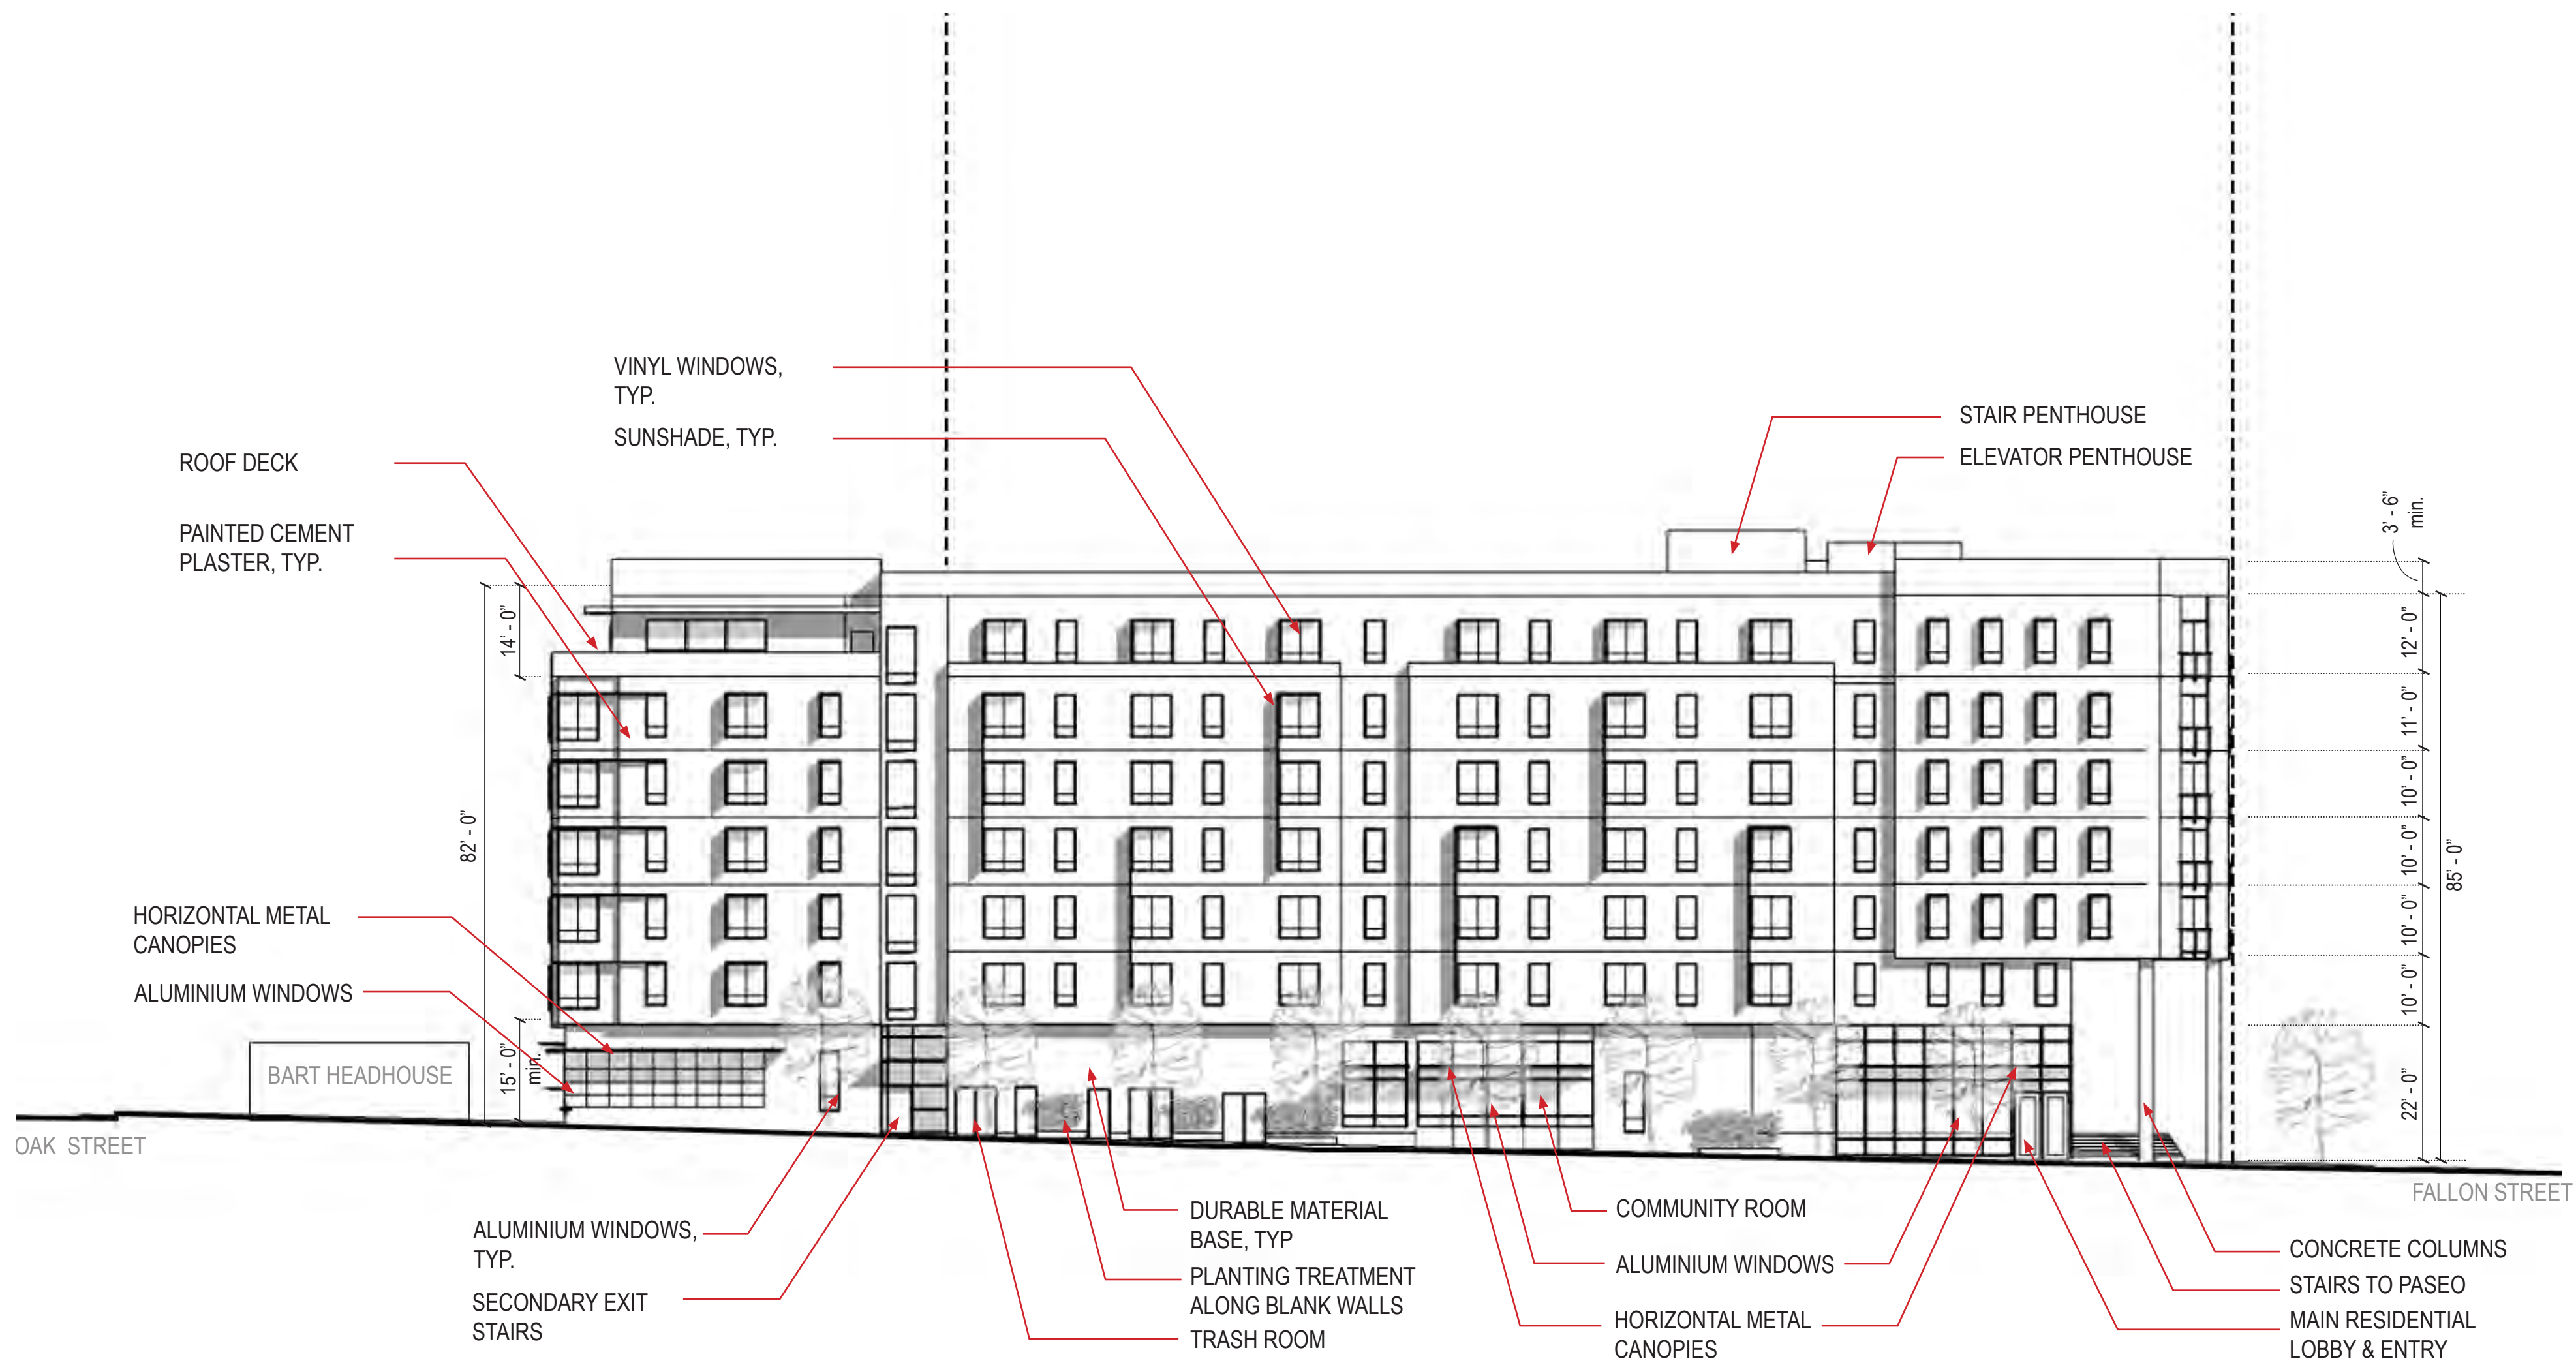 VINYL WINDOWS,
TYP.
SUNSHADE, TYP.
STAIR PENTHOUSE
ELEVATOR PENTHOUSE
ROOF DECK
PAINTED CEMENT
PLASTER, TYP.
3' - 6"
min.
14' - 0"
12' - 0"
11' - 0"
10' - 0"
82' - 0"
10' - 0"
85' - 0"
HORIZONTAL METAL
CANOPIES
10' - 0"
ALUMINIUM WINDOWS
10' - 0"
BART HEADHOUSE
15' - 0"
min.
22' - 0"
OAK STREET
FALLON STREET
ALUMINIUM WINDOWS,
TYP.
SECONDARY EXIT
STAIRS
DURABLE MATERIAL
BASE, TYP
PLANTING TREATMENT
ALONG BLANK WALLS
TRASH ROOM
COMMUNITY ROOM
ALUMINIUM WINDOWS
HORIZONTAL METAL
CANOPIES
CONCRETE COLUMNS
STAIRS TO PASEO
MAIN RESIDENTIAL
LOBBY & ENTRY